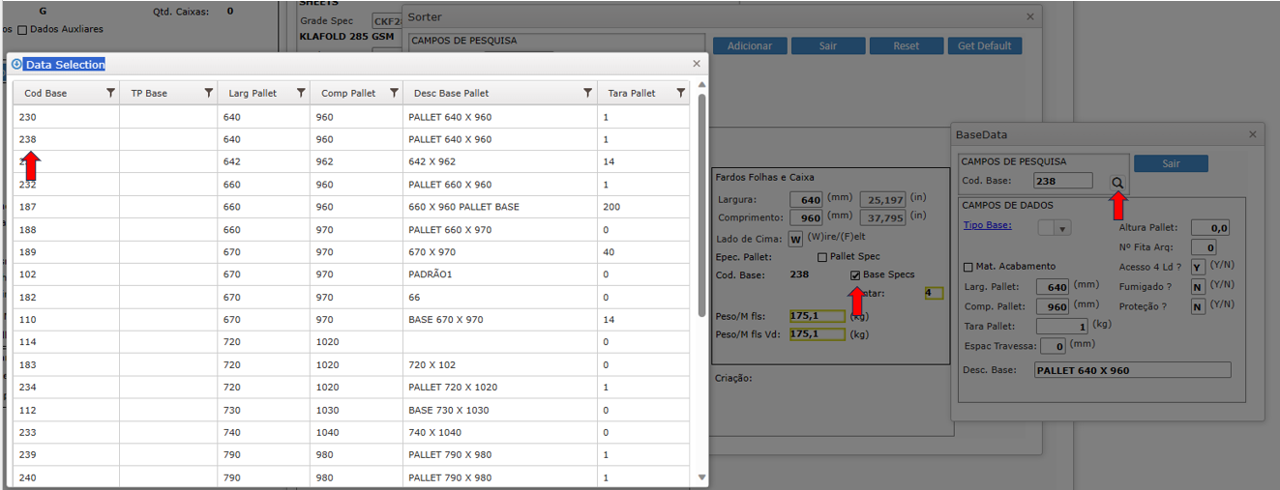 G
Qtd. Caixas: 0
os Dados Auxliares
SHEETS
Grade Spec CKF28
KLAFOLD 285 GSM
Sorter
CAMPOS DE PESQUISA
Adicionar Sair Reset Get Default
Data Selection
Cod Base TP Base Larg Pallet Comp Pallet Desc Base Pallet Tara Pallet
230 640 960 PALLET 640 X 960 1
238 640 960 PALLET 640 X 960 1
642 962 642 X 962 14
232 660 960 PALLET 660 X 960 1
187 660 960 660 X 960 PALLET BASE 200
188 660 970 PALLET 660 X 970 0
189 670 970 670 X 970 40
102 670 970 PADRÃO1 0
182 670 970 66 0
110 670 970 BASE 670 X 970 14
114 720 1020 0
183 720 1020 720 X 102 0
234 720 1020 PALLET 720 X 1020 1
112 730 1030 BASE 730 X 1030 0
233 740 1040 740 X 1040 0
239 790 980 PALLET 790 X 980 1
240 790 980 PALLET 790 X 980 1
Fardos Folhas e Caixa
Largura: 640 (mm) 25,197 (in)
Comprimento: 960 (mm) 37,795 (in)
Lado de Cima: W (W)ire/(F)elt
Epec. Pallet: Pallet Spec
Cod. Base: 238 Base Specs
ntar: 4
Peso/M fls: 175,1 (kg)
Peso/M fls Vd: 175,1 (kg)
Criação:
BaseData
CAMPOS DE PESQUISA
Sair
Cod. Base: 238
CAMPOS DE DADOS
Tipo Base: Altura Pallet: 0,0
Nº Fita Arq: 0
Mat. Acabamento Acesso 4 Ld ? Y (Y/N)
Larg. Pallet: 640 (mm) Fumigado ? N (Y/N)
Comp. Pallet: 960 (mm) Proteção ? N (Y/N)
Tara Pallet: 1 (kg)
Espac Travessa: 0 (mm)
Desc. Base: PALLET 640 X 960